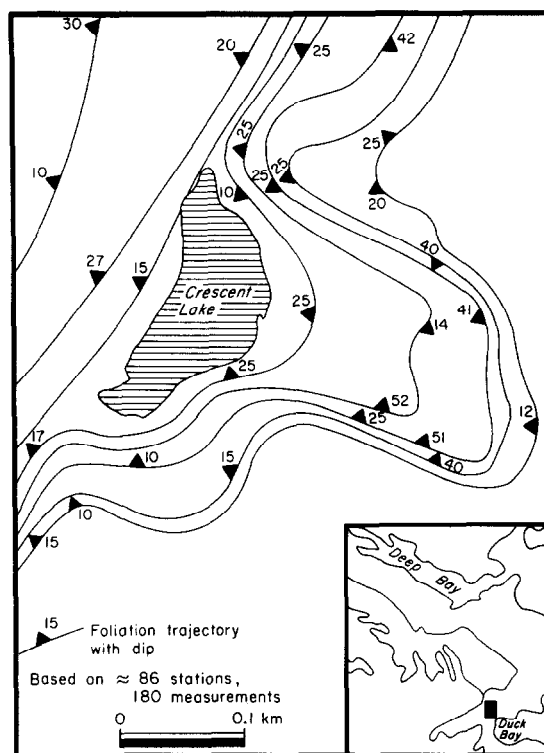 30
20
25
42
25
25
10
25
25
20
10
27
15
40
41
Crescent
Lake
25
14
25
52
25
12
17
51
10
15
40
10
15
15
Foliation trajectory
with dip
Based on ≈ 86 stations,
180 measurements
0 0.1 km
Deep Bay
Duck
Bay